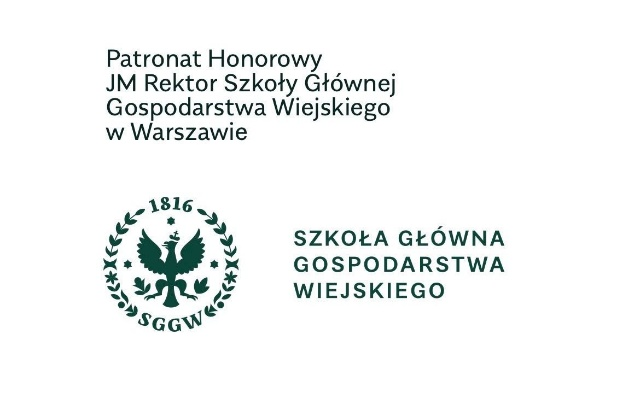 Patronat Honorowy
JM Rektor Szkoły Głównej
Gospodarstwa Wiejskiego
w Warszawie
1816
SGGW
SZKOŁA GŁÓWNA
GOSPODARSTWA
WIEJSKIEGO